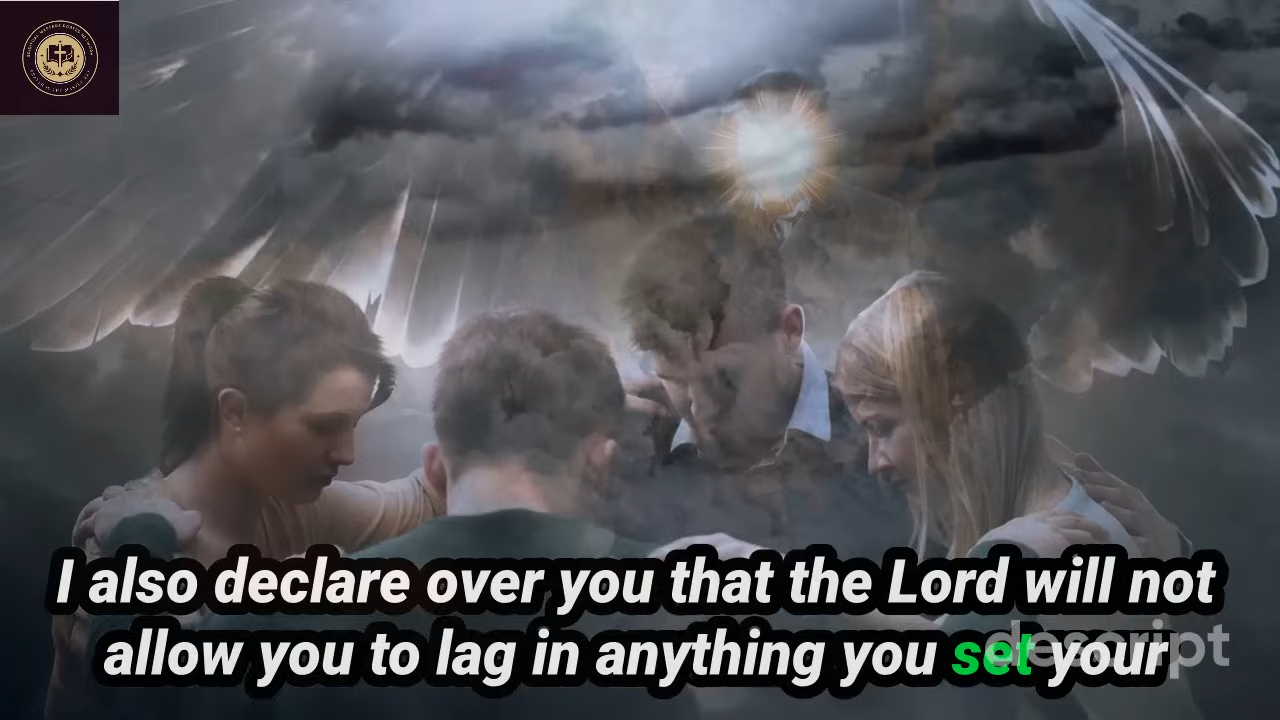 I also declare over you that the Lord will not
allow you to lag in anything you set your
descript